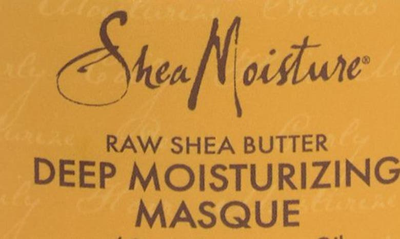 SheaMoisture®
RAW SHEA BUTTER
DEEP MOISTURIZING
MASQUE